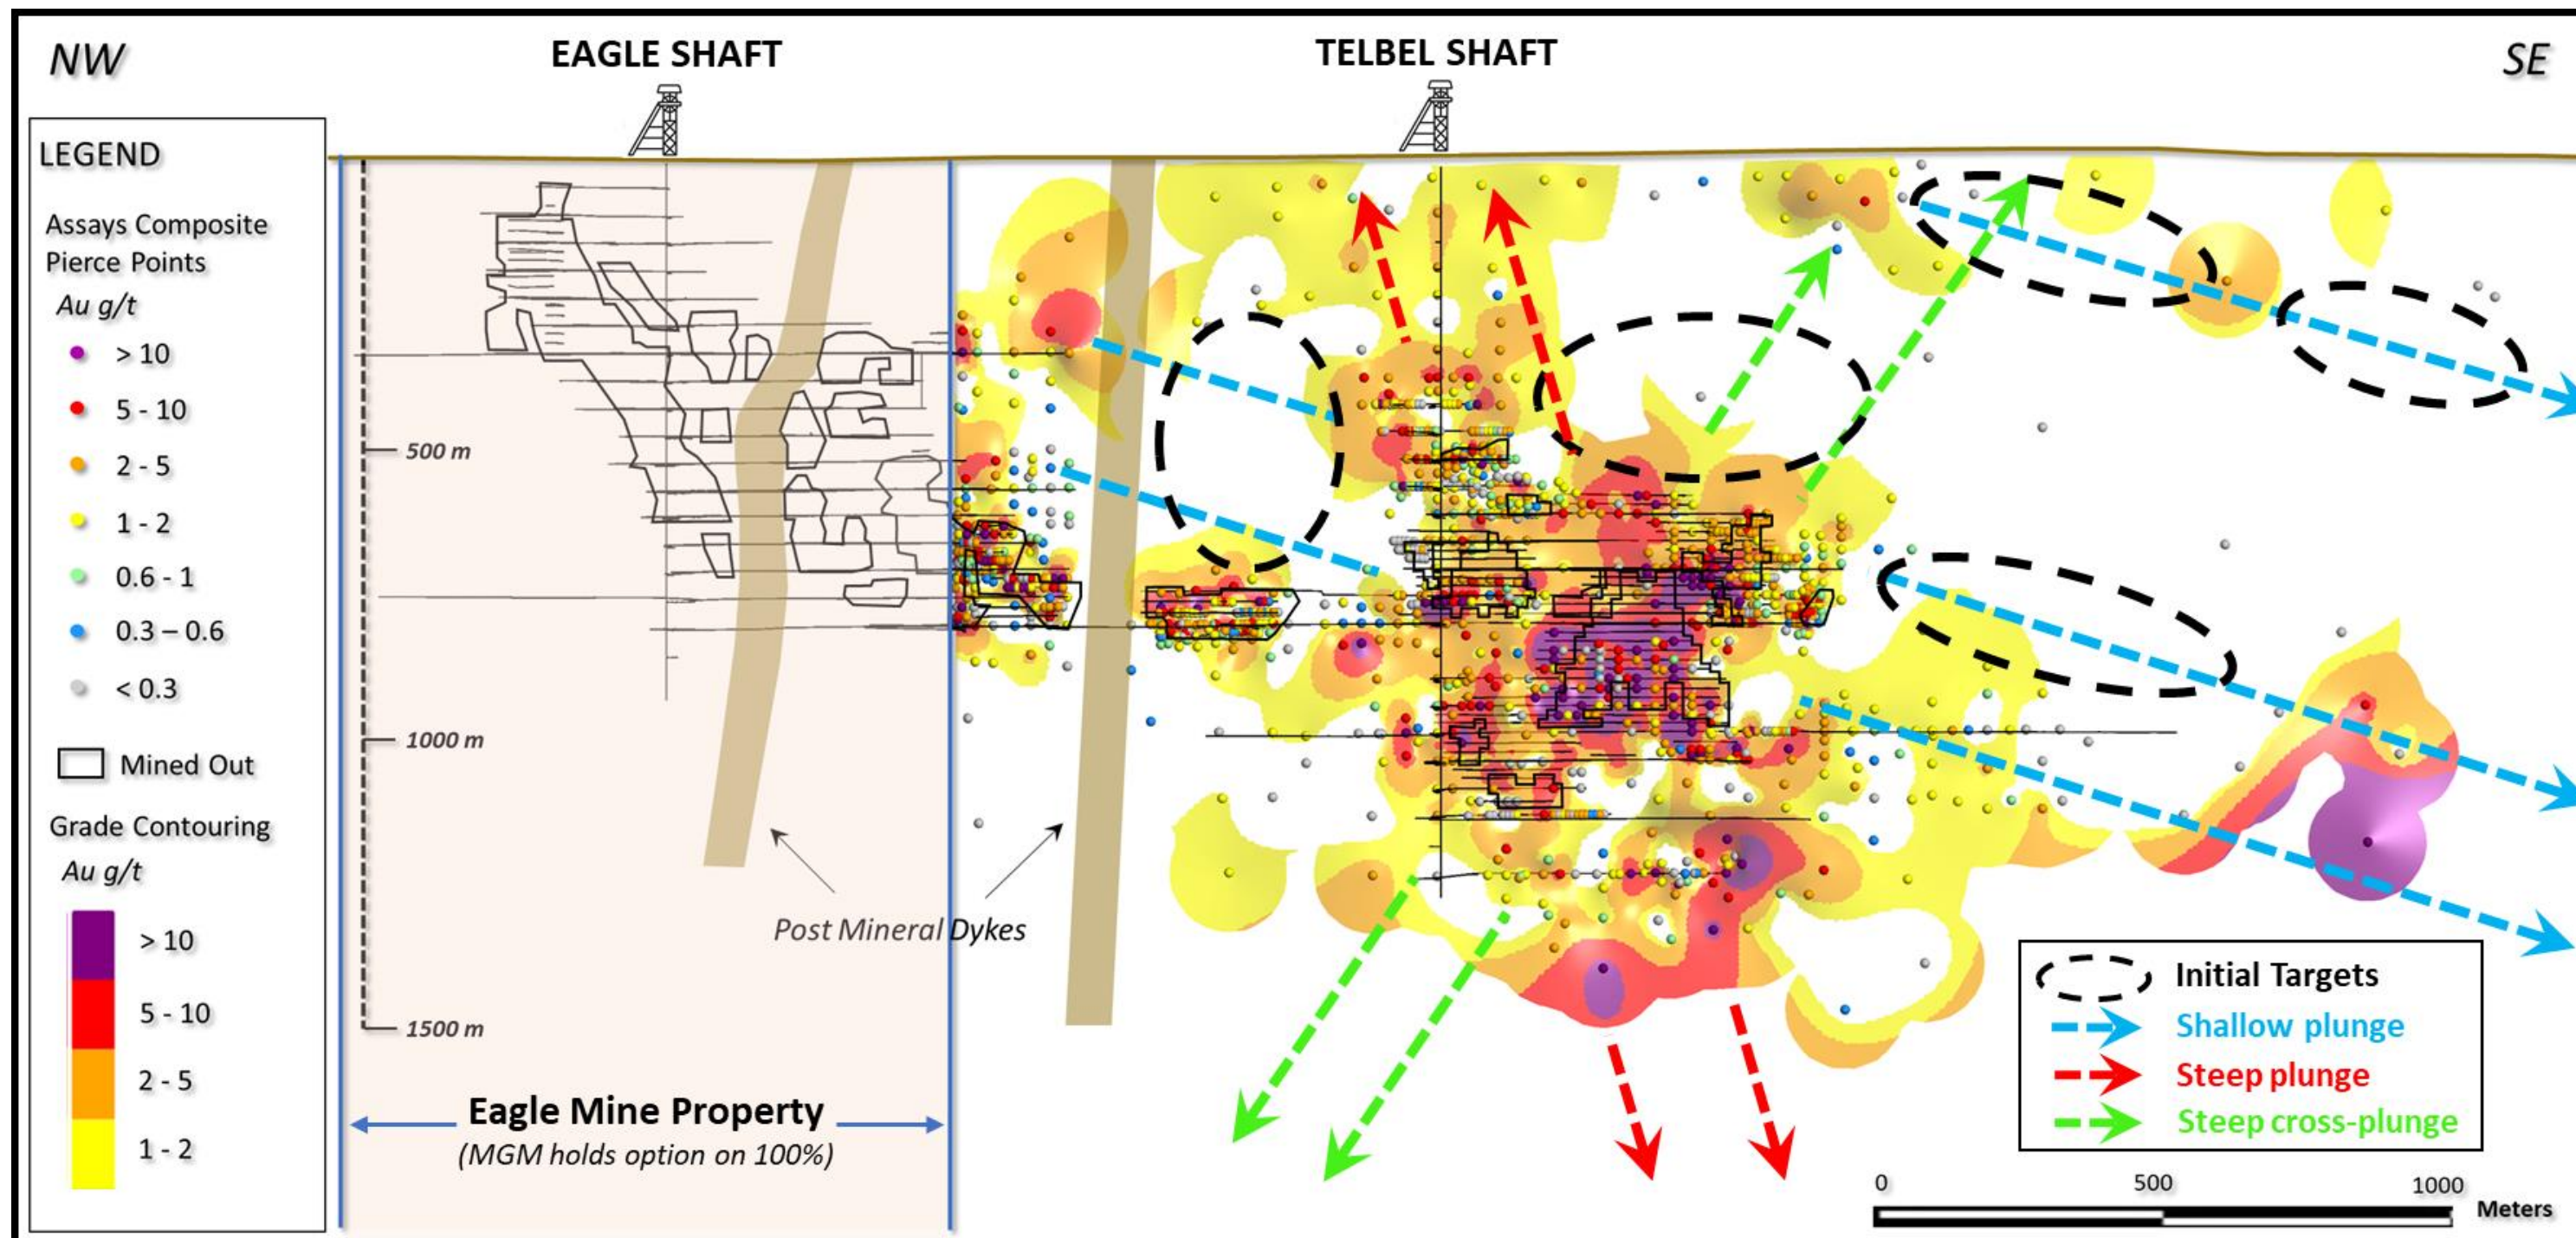 NW
EAGLE SHAFT
TELBEL SHAFT
SE
LEGEND
Assays Composite
Pierce Points
Au g/t
> 10
5 - 10
2 - 5
1 - 2
0.6 - 1
0.3 – 0.6
< 0.3
Mined Out
Grade Contouring
Au g/t
> 10
5 - 10
2 - 5
1 - 2
500 m
1000 m
1500 m
Post Mineral Dykes
Eagle Mine Property
(MGM holds option on 100%)
Initial Targets
Shallow plunge
Steep plunge
Steep cross-plunge
0 500 1000
Meters